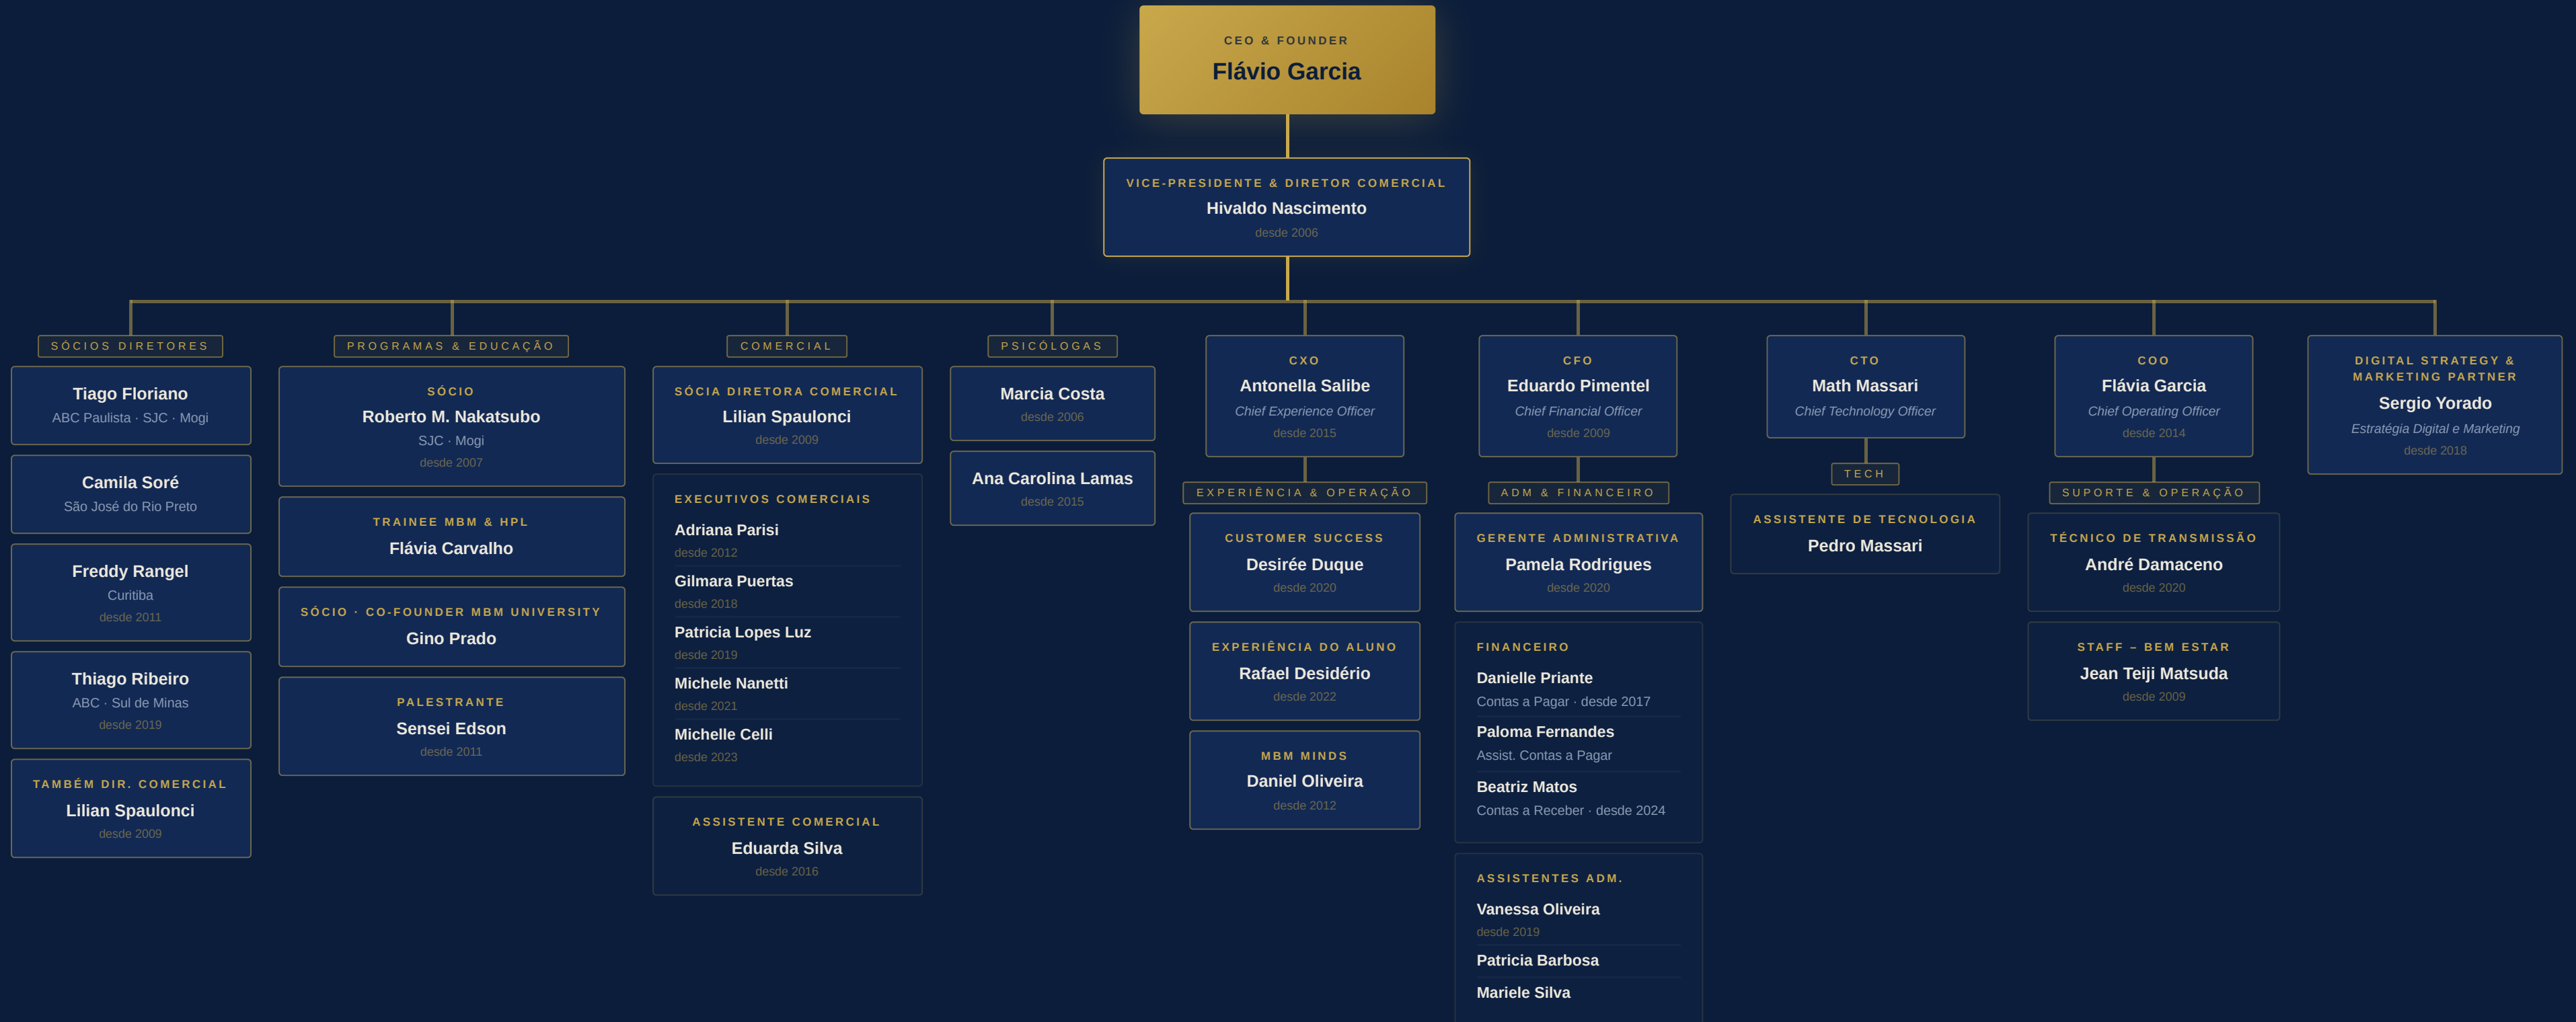 CEO & FOUNDER
Flávio Garcia
VICE-PRESIDENTE & DIRETOR COMERCIAL
Hivaldo Nascimento
desde 2006
SÓCIOS DIRETORES
Tiago Floriano
ABC Paulista · SJC · Mogi
Camila Soré
São José do Rio Preto
Freddy Rangel
Curitiba
desde 2011
Thiago Ribeiro
ABC · Sul de Minas
desde 2019
TAMBÉM DIR. COMERCIAL
Lilian Spaulonci
desde 2009
PROGRAMAS & EDUCAÇÃO
SÓCIO
Roberto M. Nakatsubo
SJC · Mogi
desde 2007
TRAINEE MBM & HPL
Flávia Carvalho
SÓCIO · CO-FOUNDER MBM UNIVERSITY
Gino Prado
PALESTRANTE
Sensei Edson
desde 2011
COMERCIAL
SÓCIA DIRETORA COMERCIAL
Lilian Spaulonci
desde 2009
EXECUTIVOS COMERCIAIS
Adriana Parisi
desde 2012
Gilmara Puertas
desde 2018
Patricia Lopes Luz
desde 2019
Michele Nanetti
desde 2021
Michelle Celli
desde 2023
ASSISTENTE COMERCIAL
Eduarda Silva
desde 2016
PSICÓLOGAS
Marcia Costa
desde 2006
Ana Carolina Lamas
desde 2015
CXO
Antonella Salibe
Chief Experience Officer
desde 2015
EXPERIÊNCIA & OPERAÇÃO
CUSTOMER SUCCESS
Desirée Duque
desde 2020
EXPERIÊNCIA DO ALUNO
Rafael Desidério
desde 2022
MBM MINDS
Daniel Oliveira
desde 2012
CFO
Eduardo Pimentel
Chief Financial Officer
desde 2009
ADM & FINANCEIRO
GERENTE ADMINISTRATIVA
Pamela Rodrigues
desde 2020
FINANCEIRO
Danielle Priante
Contas a Pagar · desde 2017
Paloma Fernandes
Assist. Contas a Pagar
Beatriz Matos
Contas a Receber · desde 2024
ASSISTENTES ADM.
Vanessa Oliveira
desde 2019
Patricia Barbosa
Mariele Silva
CTO
Math Massari
Chief Technology Officer
TECH
ASSISTENTE DE TECNOLOGIA
Pedro Massari
COO
Flávia Garcia
Chief Operating Officer
desde 2014
SUPORTE & OPERAÇÃO
TÉCNICO DE TRANSMISSÃO
André Damaceno
desde 2020
STAFF – BEM ESTAR
Jean Teiji Matsuda
desde 2009
DIGITAL STRATEGY &
MARKETING PARTNER
Sergio Yorado
Estratégia Digital e Marketing
desde 2018